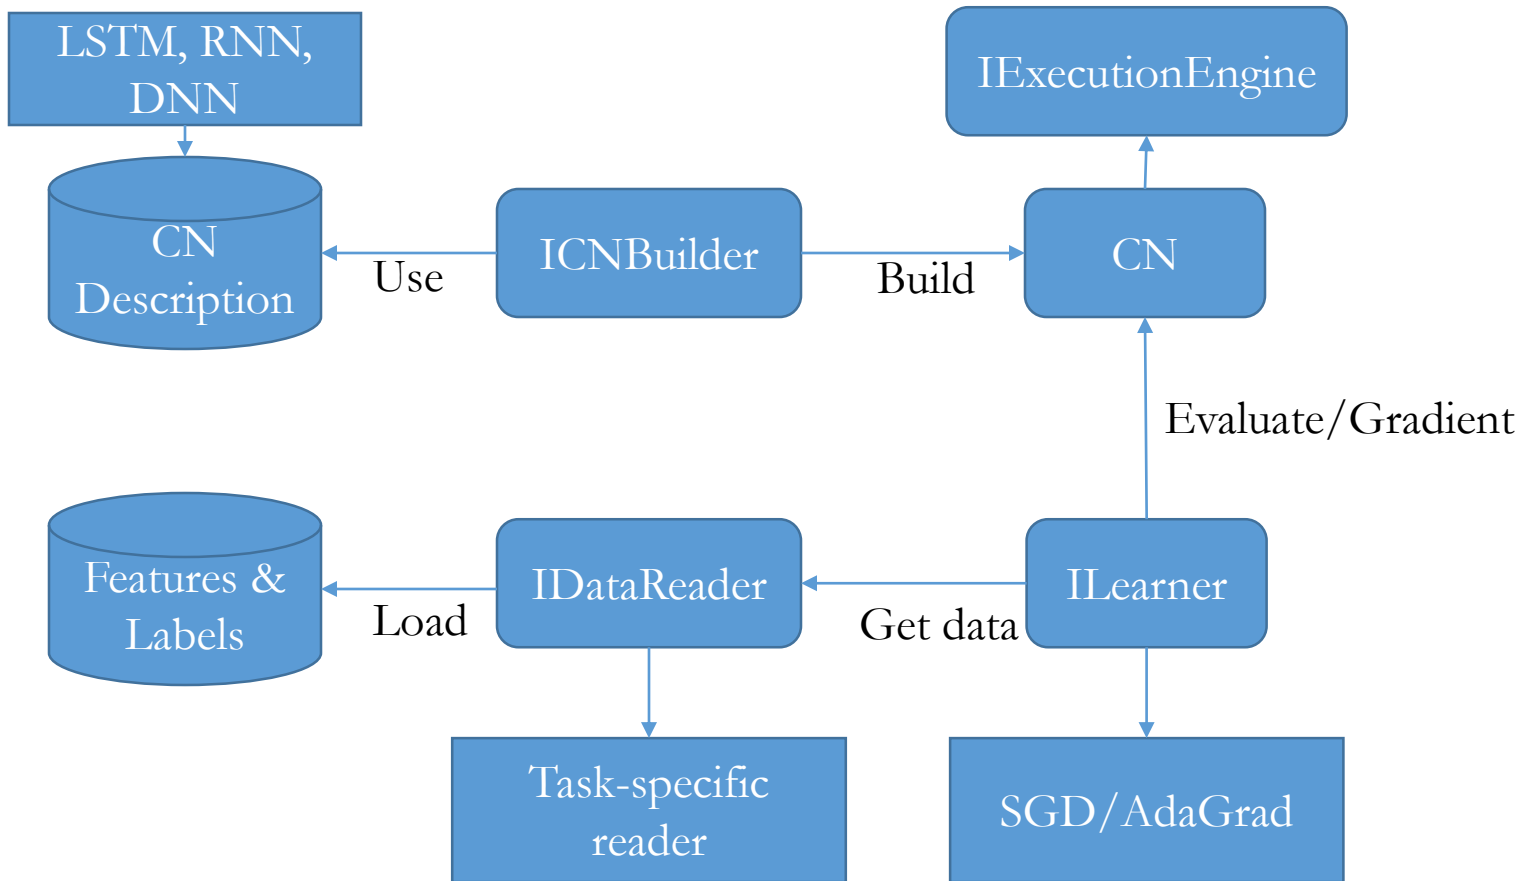 LSTM, RNN,
DNN
IExecutionEngine
CN
Description
Use
ICNBuilder
Build
CN
Evaluate/Gradient
Features &
Labels
Load
IDataReader
Get data
ILearner
Task-specific
reader
SGD/AdaGrad